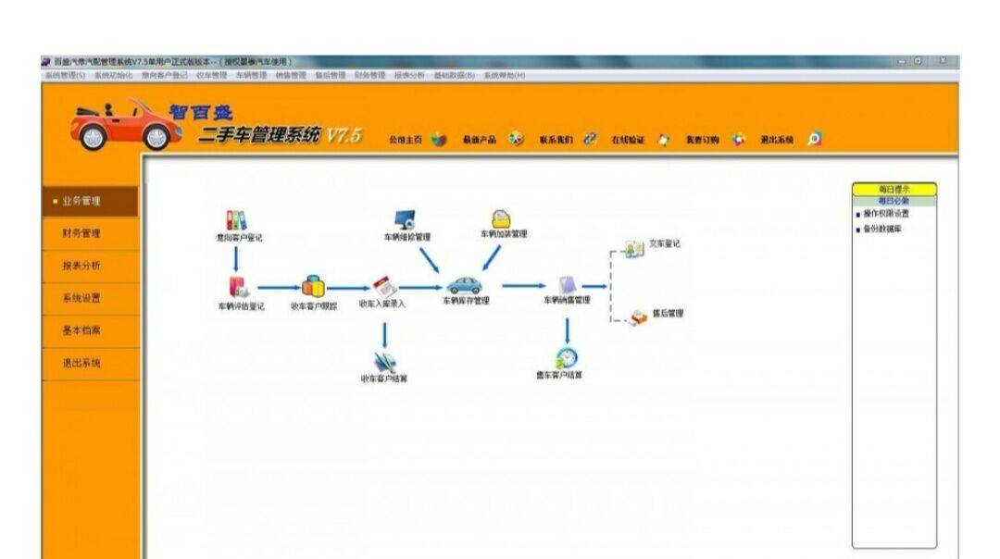 百盛汽修汽配管理系统V7.5单用户正式版版本--(授权晨泰汽车使用)
系统管理(S) 系统初始化 意向客户登记 收车管理 车辆管理 销售管理 售后管理 财务管理 报表分析 基础数据(B) 系统帮助(H)
智百盛
二手车管理系统 V7.5
公司主页 最新产品 联系我们 在线验证 我要订购 退出系统
业务管理
财务管理
报表分析
系统设置
基本档案
退出系统
意向客户登记 车辆维修管理 车辆加装管理
交车登记
车辆评估登记 收车客户跟踪 收车入库录入 车辆库存管理 车辆销售管理
售后管理
收车客户结算 售车客户结算
每日提示
每日必做
操作权限设置
备份数据库